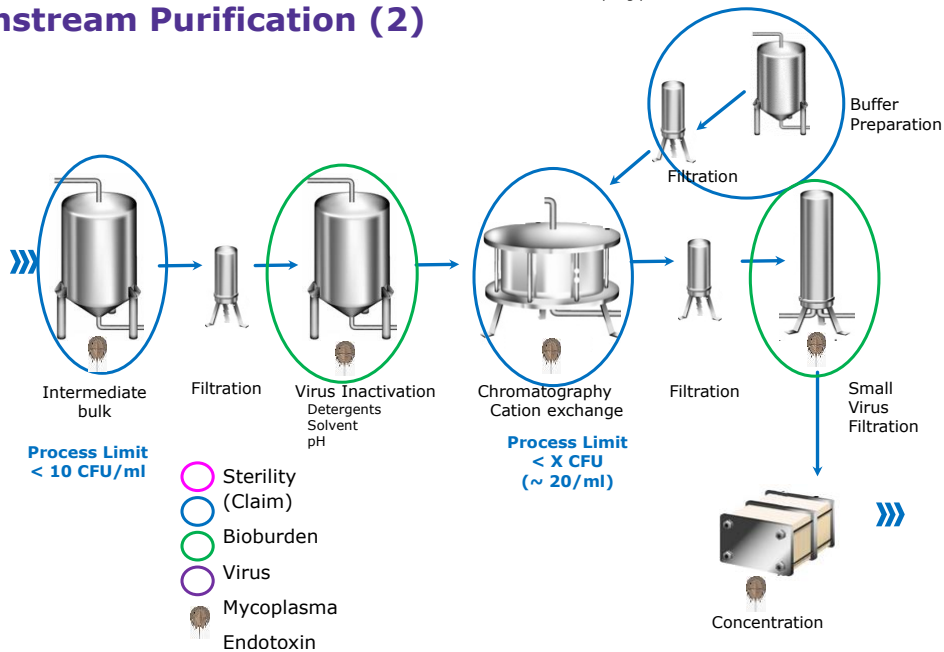 nstream Purification (2)
Buffer
Preparation
Filtration
Intermediate
bulk
Filtration
Virus Inactivation
Detergents
Solvent
pH
Chromatography
Cation exchange
Filtration
Small
Virus
Filtration
Process Limit
< 10 CFU/ml
Process Limit
< X CFU
(~ 20/ml)
Sterility
(Claim)
Bioburden
Virus
Mycoplasma
Endotoxin
Concentration